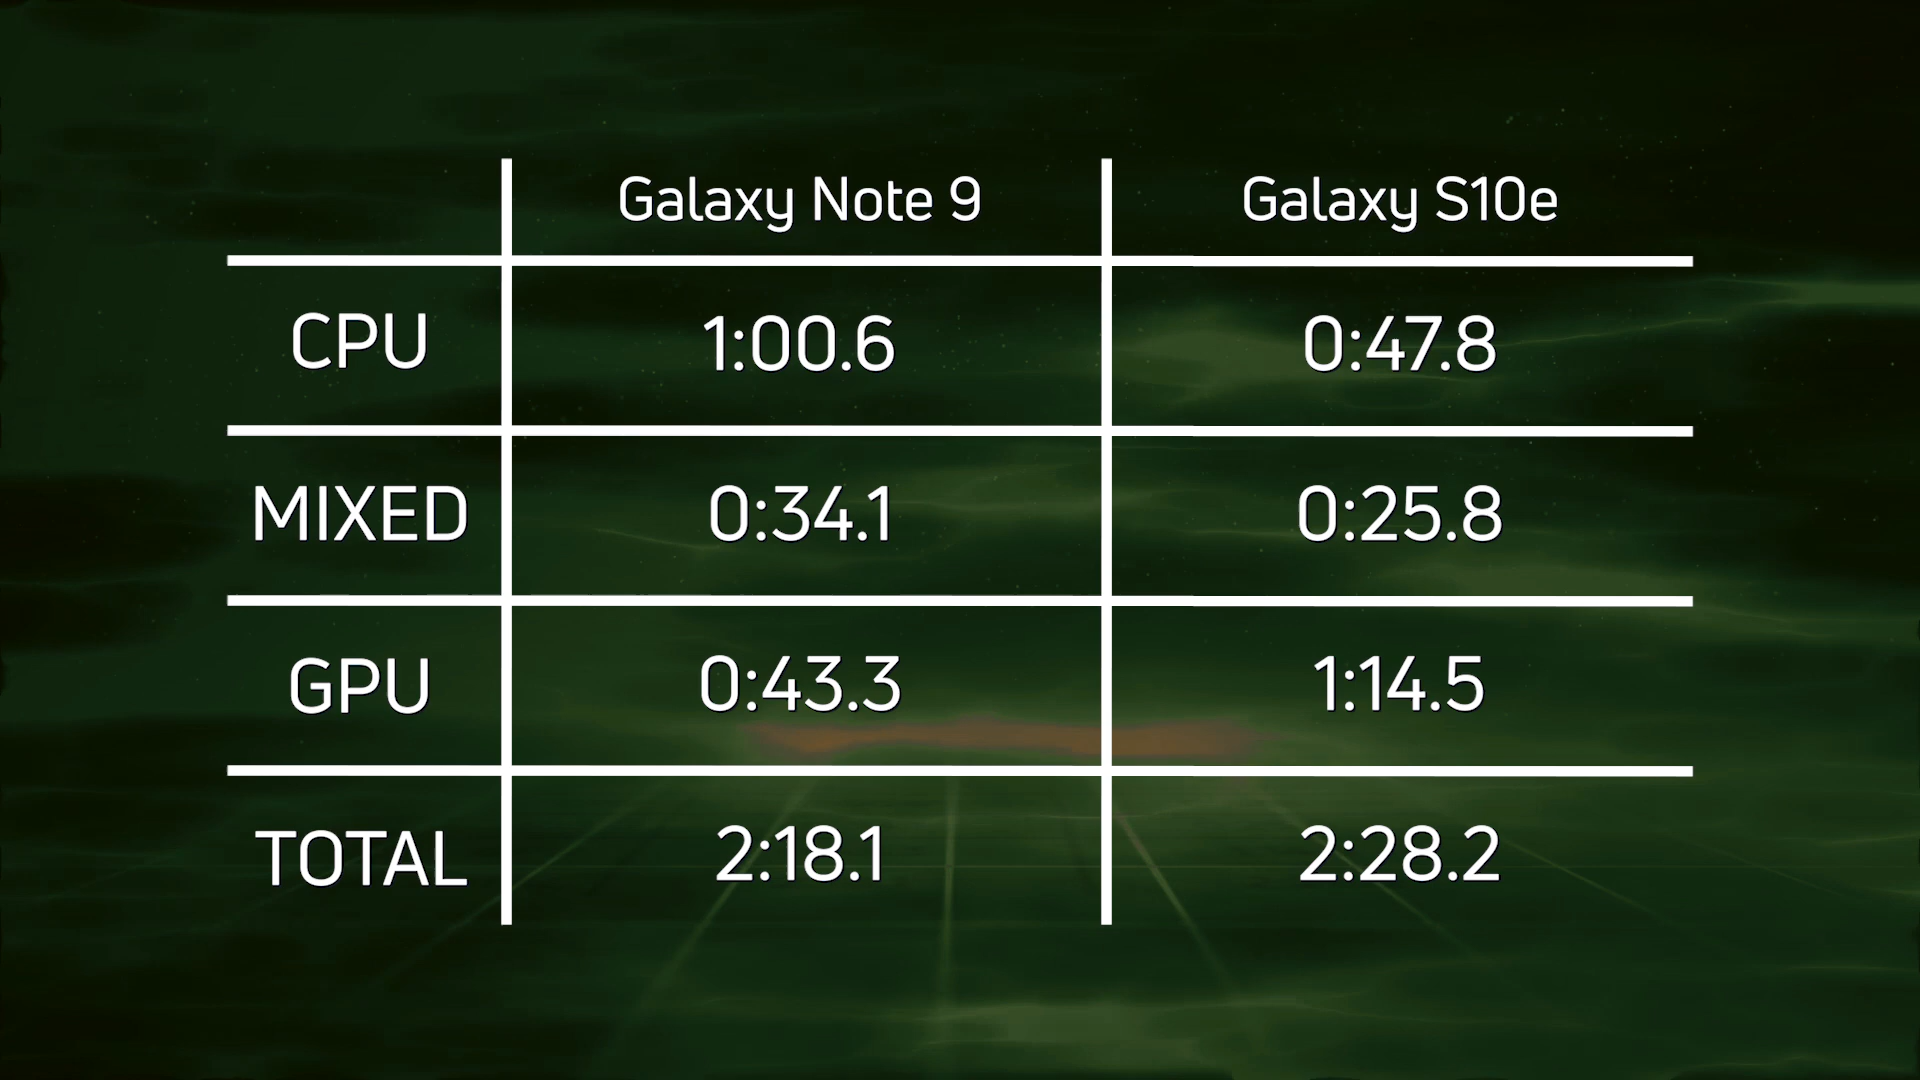 Galaxy Note 9 Galaxy S10e
CPU 1:00.6 0:47.8
MIXED 0:34.1 0:25.8
GPU 0:43.3 1:14.5
TOTAL 2:18.1 2:28.2